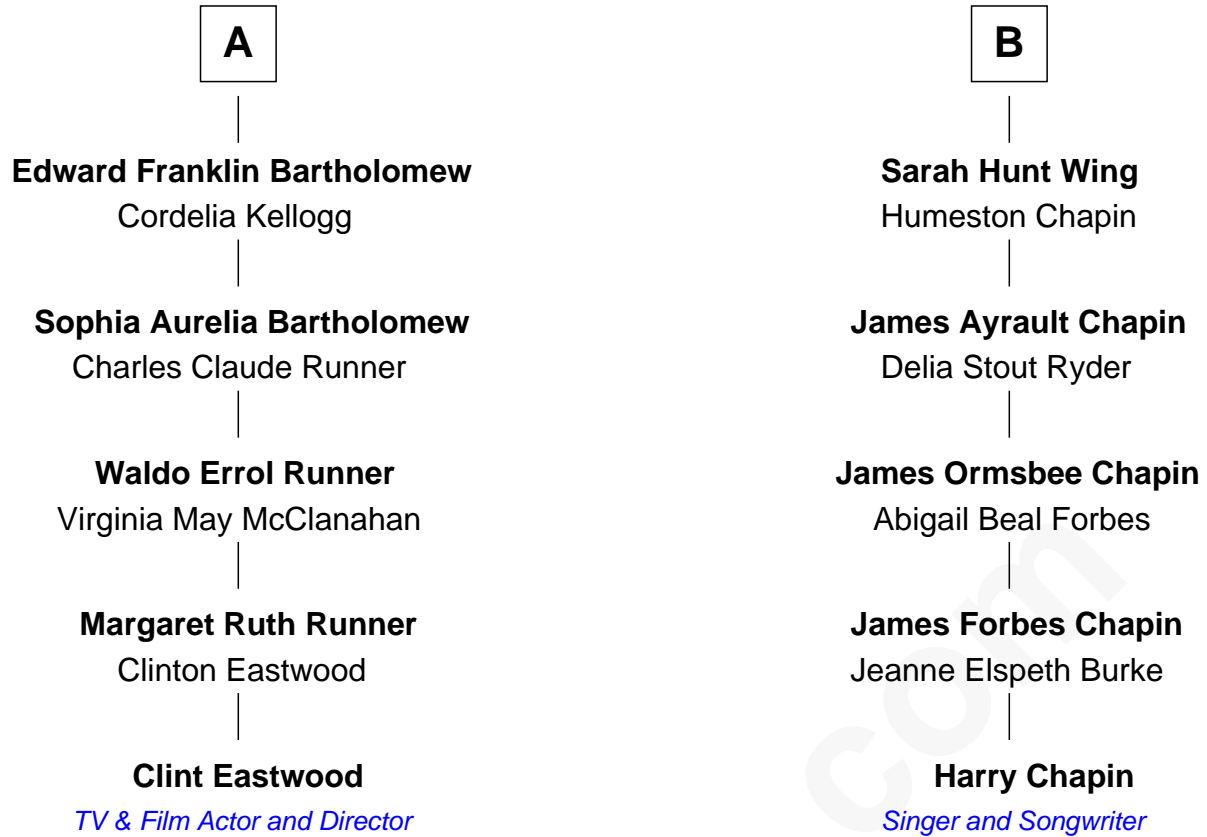 A
B
Edward Franklin Bartholomew
Cordelia Kellogg
Sarah Hunt Wing
Humeston Chapin
Sophia Aurelia Bartholomew
Charles Claude Runner
James Ayrault Chapin
Delia Stout Ryder
Waldo Errol Runner
Virginia May McClanahan
James Ormsbee Chapin
Abigail Beal Forbes
Margaret Ruth Runner
Clinton Eastwood
James Forbes Chapin
Jeanne Elspeth Burke
Clint Eastwood
TV & Film Actor and Director
Harry Chapin
Singer and Songwriter
com